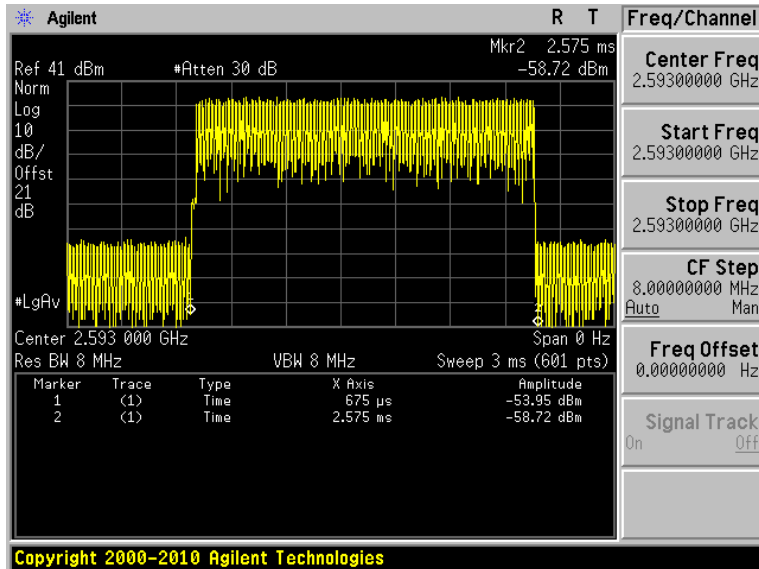 Agilent R T
Freq/Channel
Mkr2 2.575 ms
Ref 41 dBm #Atten 30 dB -58.72 dBm
Norm
Log
10
dB/
Offst
21
dB
#LgAv
Center 2.593 000 GHz Span 0 Hz
Res BW 8 MHz VBW 8 MHz Sweep 3 ms (601 pts)
Marker Trace Type X Axis Amplitude
1 (1) Time 675 µs -53.95 dBm
2 (1) Time 2.575 ms -58.72 dBm
Center Freq
2.59300000 GHz
Start Freq
2.59300000 GHz
Stop Freq
2.59300000 GHz
CF Step
8.00000000 MHz
Auto Man
Freq Offset
0.00000000 Hz
Signal Track
On Off
Copyright 2000-2010 Agilent Technologies